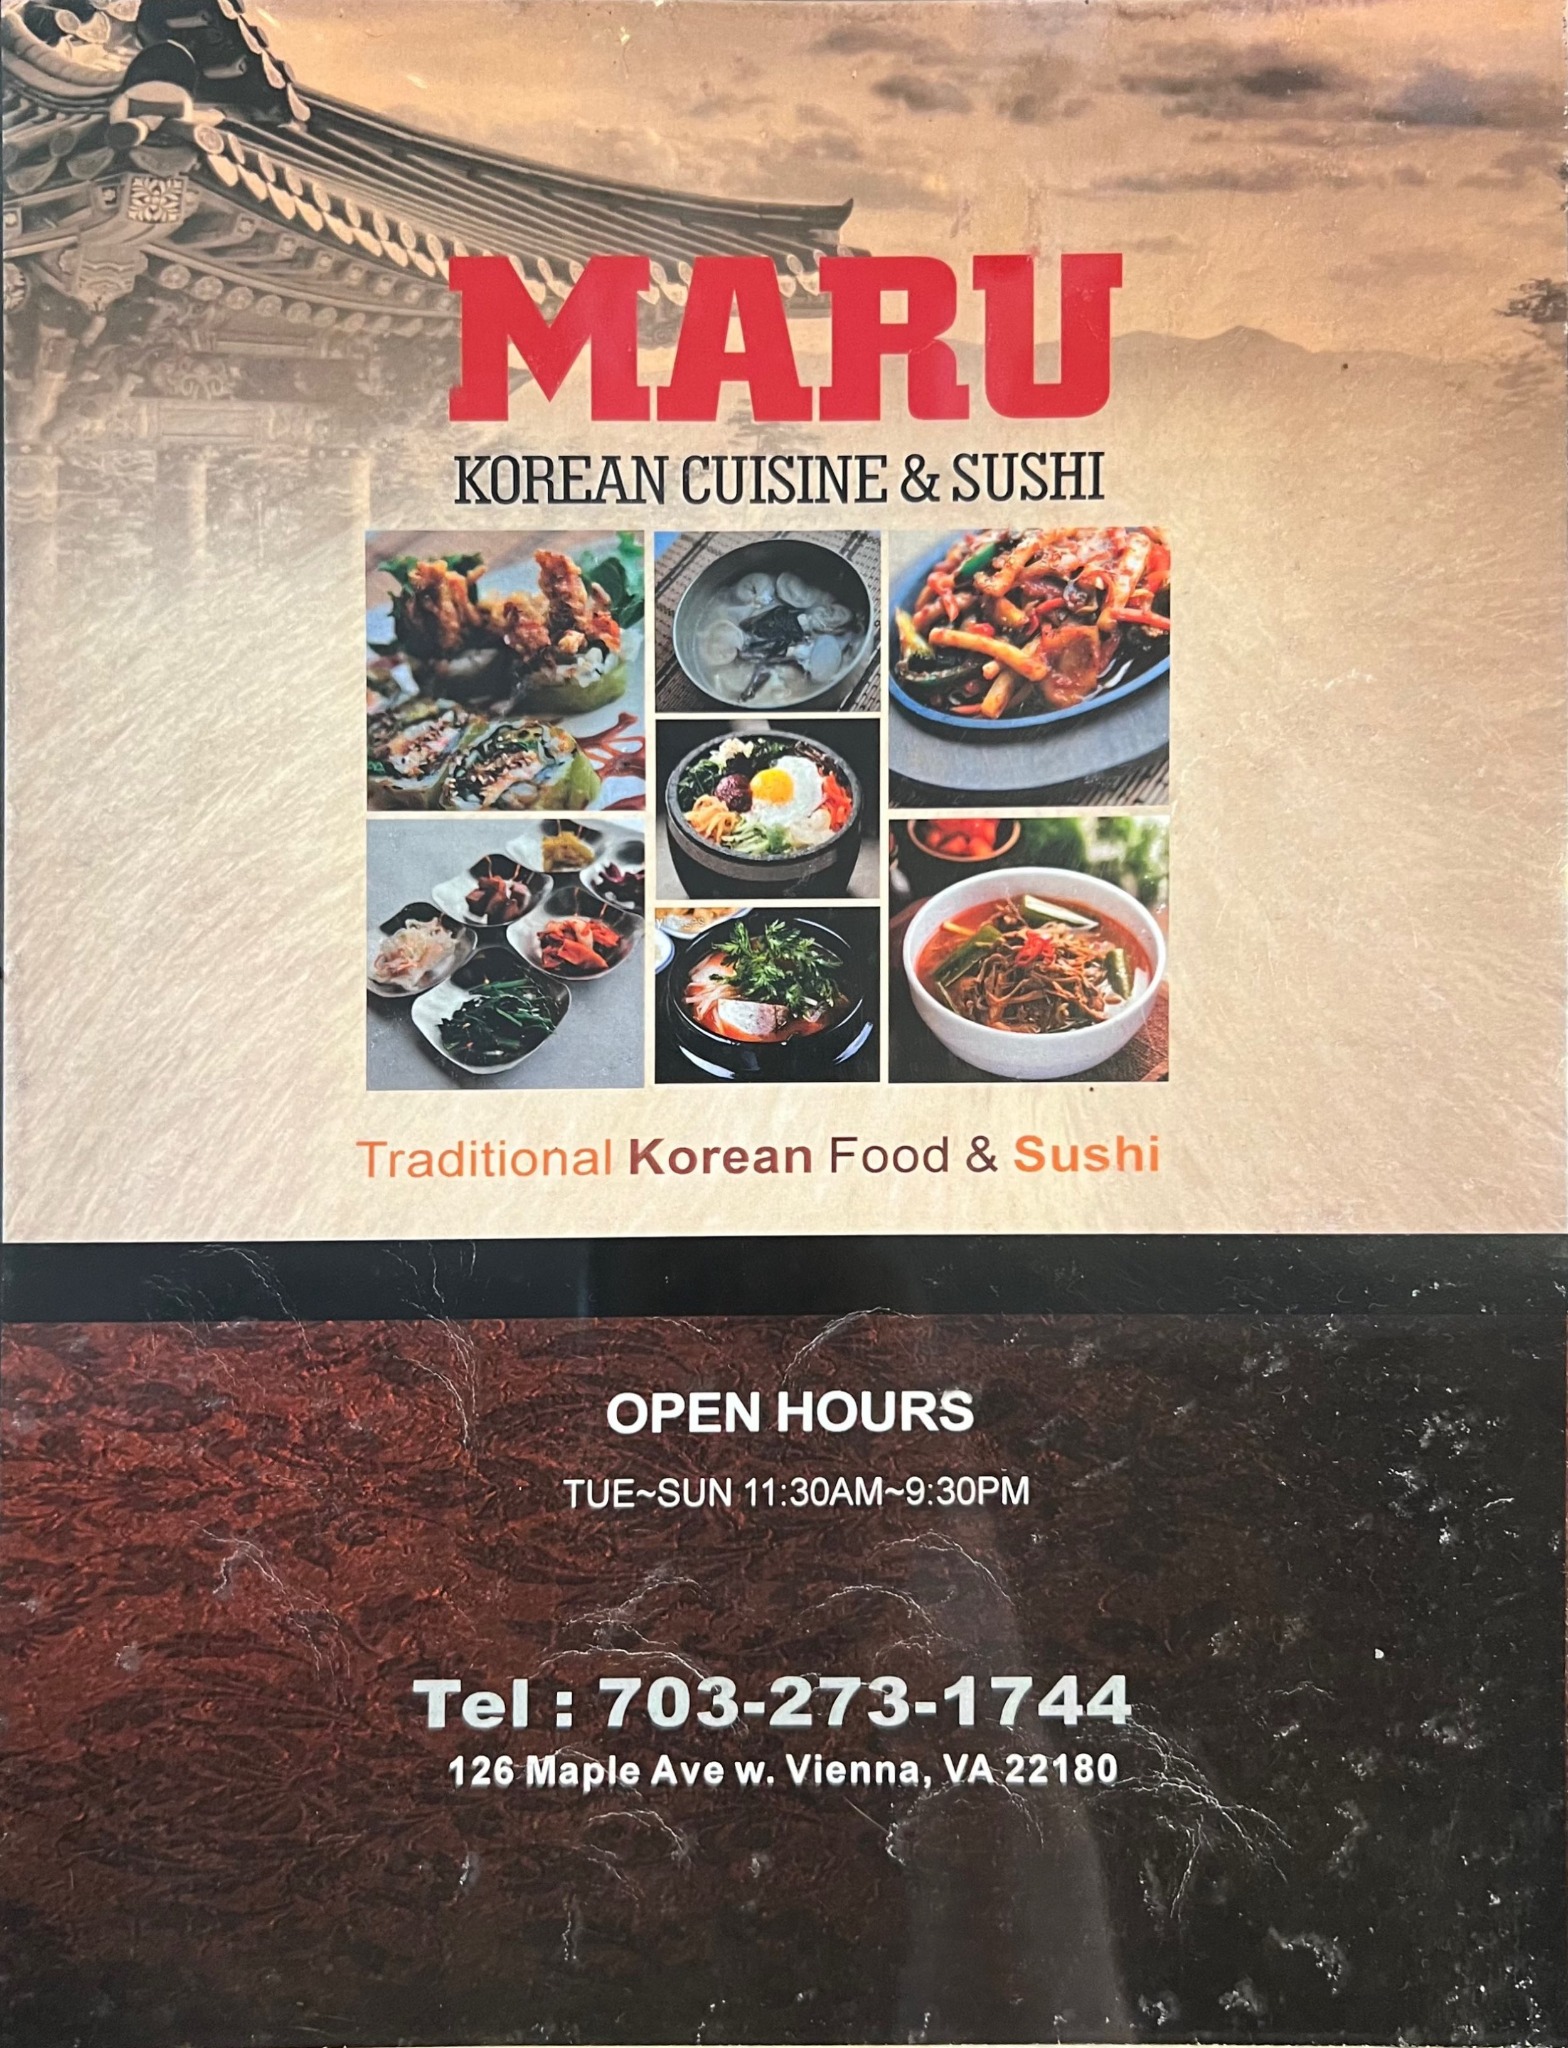 MARU
KOREAN CUISINE & SUSHI
Traditional Korean Food & Sushi
OPEN HOURS
TUE~SUN 11:30AM~9:30PM
Tel : 703-273-1744
126 Maple Ave w. Vienna, VA 22180